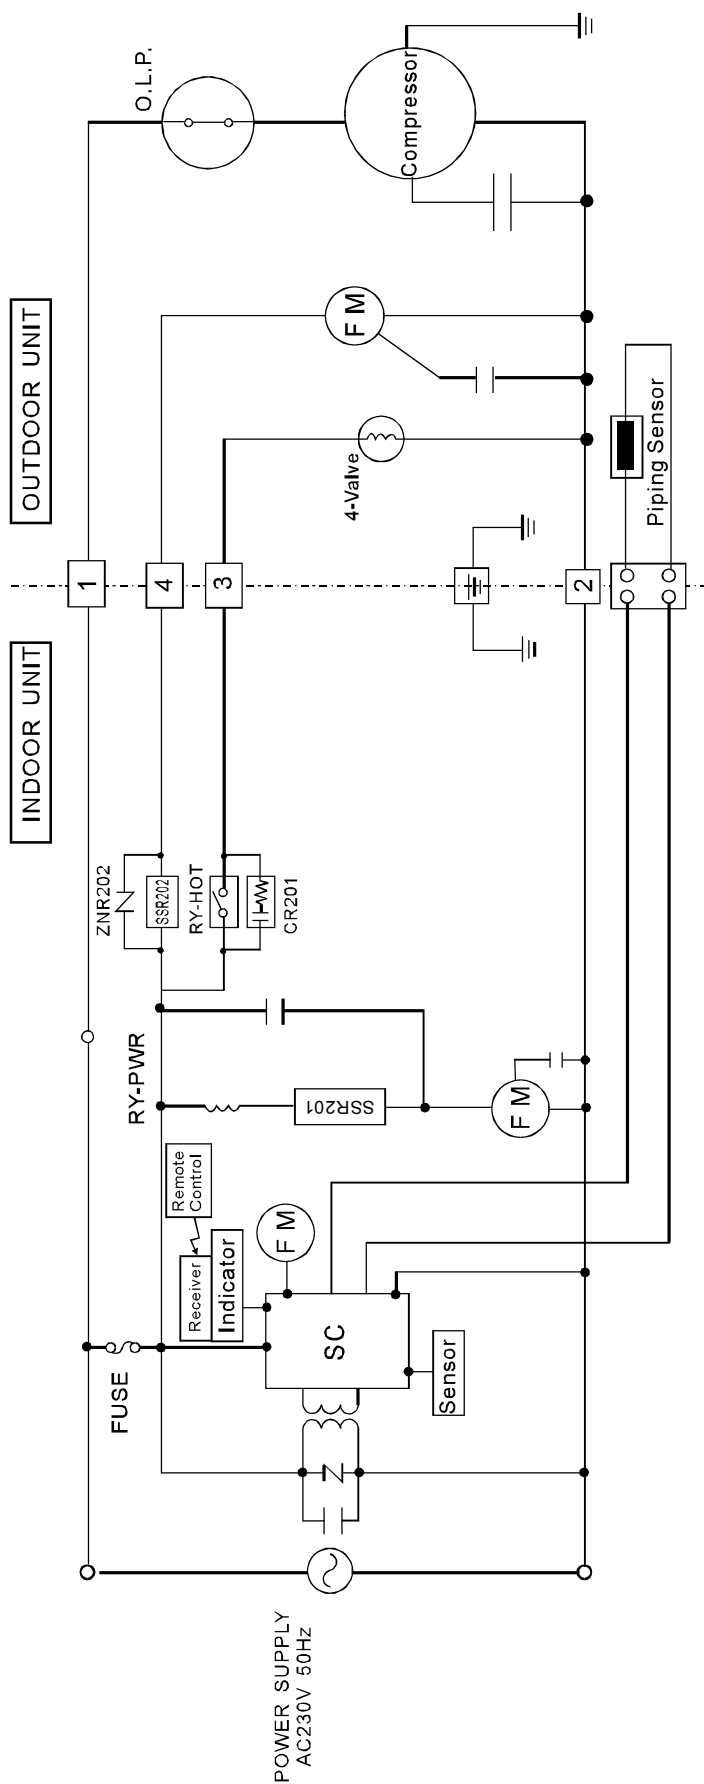 INDOOR UNIT
OUTDOOR UNIT
POWER SUPPLY
AC230V 50Hz
FUSE
Receiver
Indicator
Remote
Control
RY-PWR
ZNR202
SSR202
RY-HOT
CR201
1
4
3
2
O.L.P.
SC
Sensor
F M
SSR201
F M
4-Valve
F M
Compressor
Piping Sensor